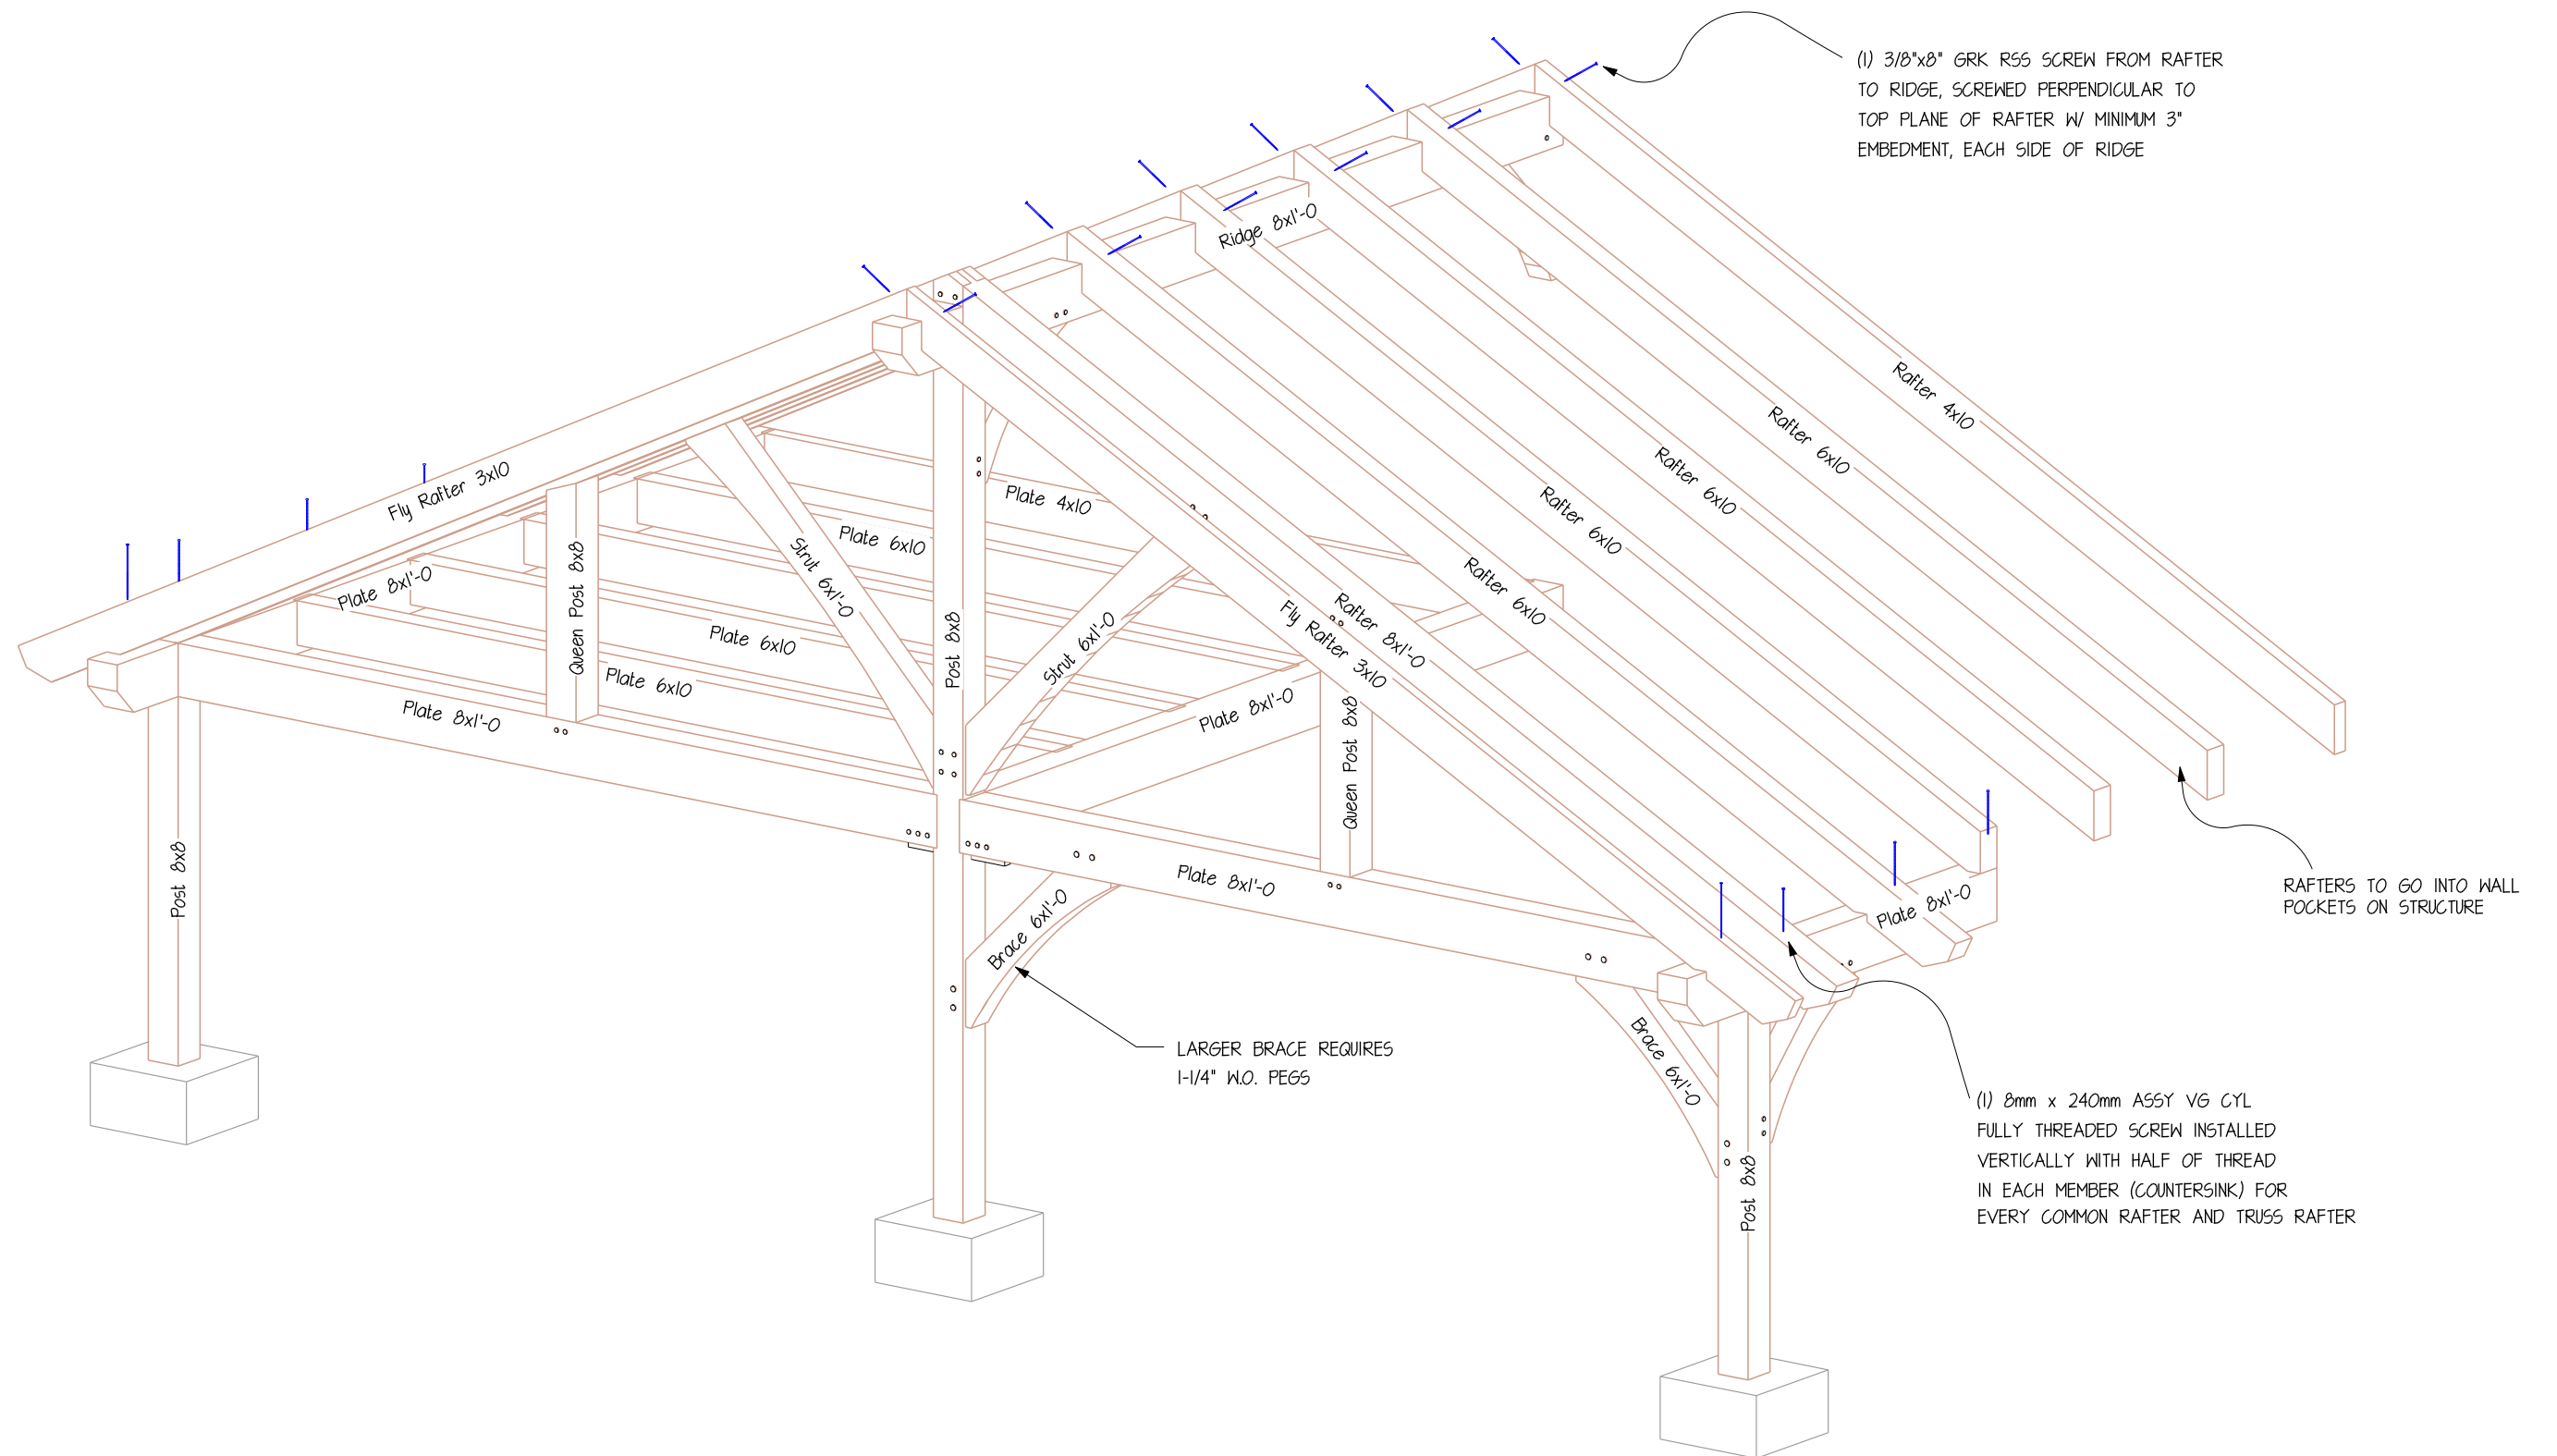 (1) 3/8"x8" GRK RSS SCREW FROM RAFTER
TO RIDGE, SCREWED PERPENDICULAR TO
TOP PLANE OF RAFTER W/ MINIMUM 3"
EMBEDMENT, EACH SIDE OF RIDGE
Ridge 8x1'-0
Rafter 4x10
Rafter 6x10
Rafter 6x10
Rafter 6x10
Rafter 6x10
Rafter 8x1'-0
Fly Rafter 3x10
Fly Rafter 3x10
Plate 4x10
Plate 6x10
Plate 8x1'-0
Queen Post 8x8
Strut 6x1'-0
Plate 6x10
Plate 6x10
Plate 8x1'-0
Post 8x8
Strut 6x1'-0
Plate 8x1'-0
Queen Post 8x8
Plate 8x1'-0
Plate 8x1'-0
RAFTERS TO GO INTO WALL
POCKETS ON STRUCTURE
Post 8x8
Brace 6x1'-0
LARGER BRACE REQUIRES
1-1/4" W.O. PEGS
Brace 6x1'-0
Post 8x8
(1) 8mm x 240mm ASSY VG CYL
FULLY THREADED SCREW INSTALLED
VERTICALLY WITH HALF OF THREAD
IN EACH MEMBER (COUNTERSINK) FOR
EVERY COMMON RAFTER AND TRUSS RAFTER